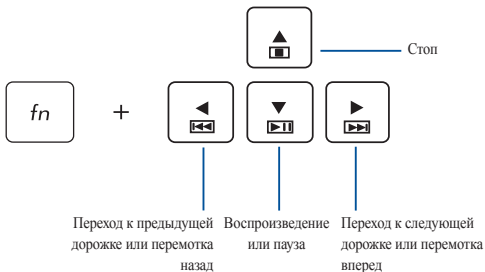 Стоп
fn +
Переход к предыдущей
дорожке или перемотка
назад
Воспроизведение
или пауза
Переход к следующей
дорожке или перемотка
вперед